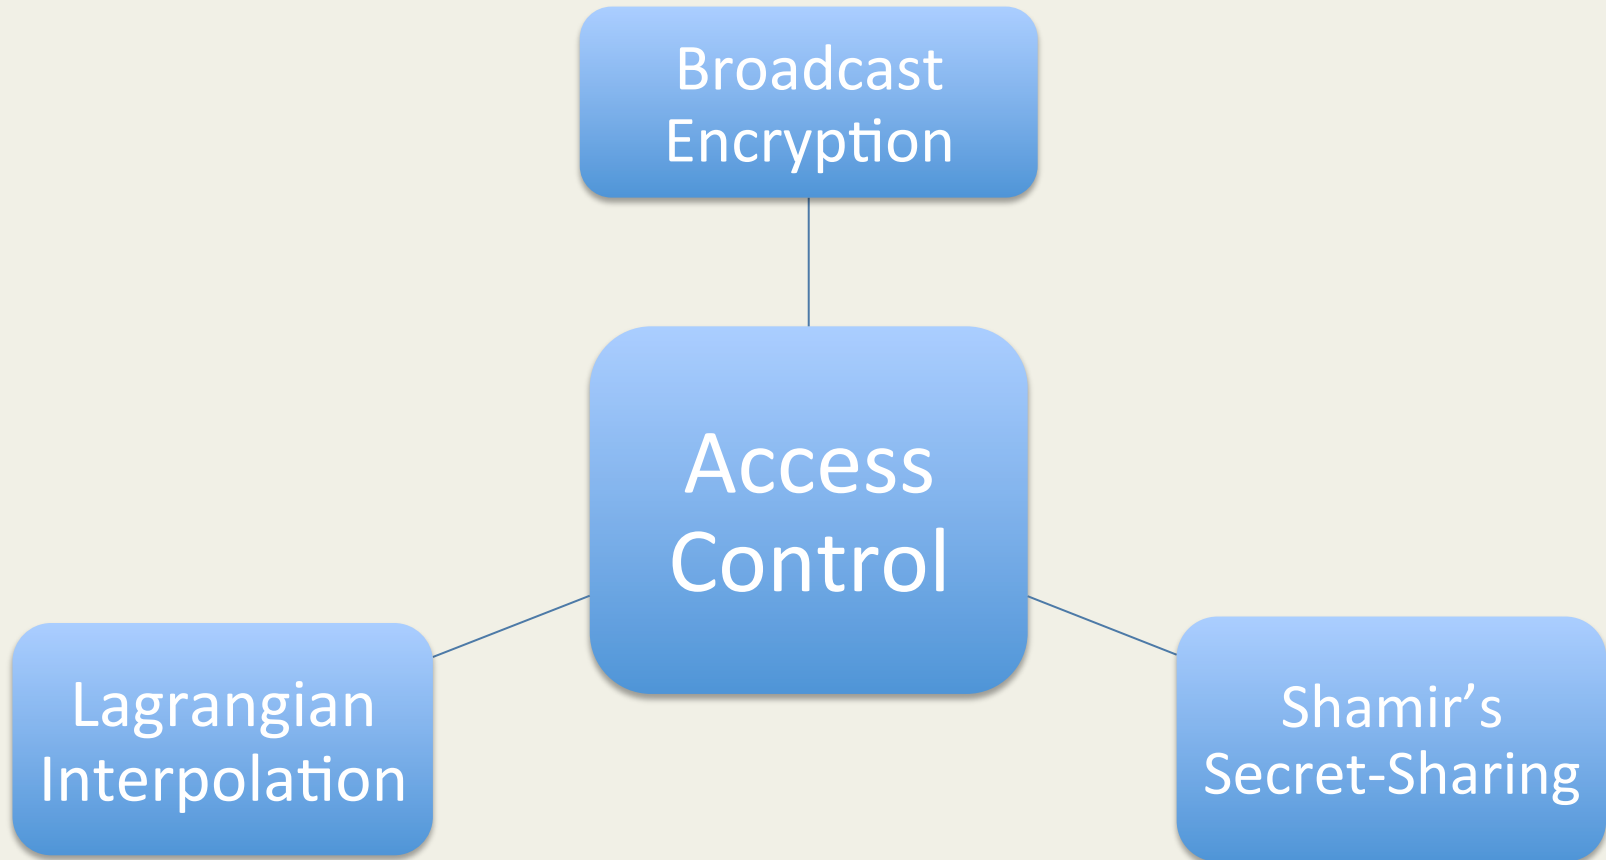 Broadcast
Encryption
Access
Control
Lagrangian
Interpolation
Shamir’s
Secret-Sharing